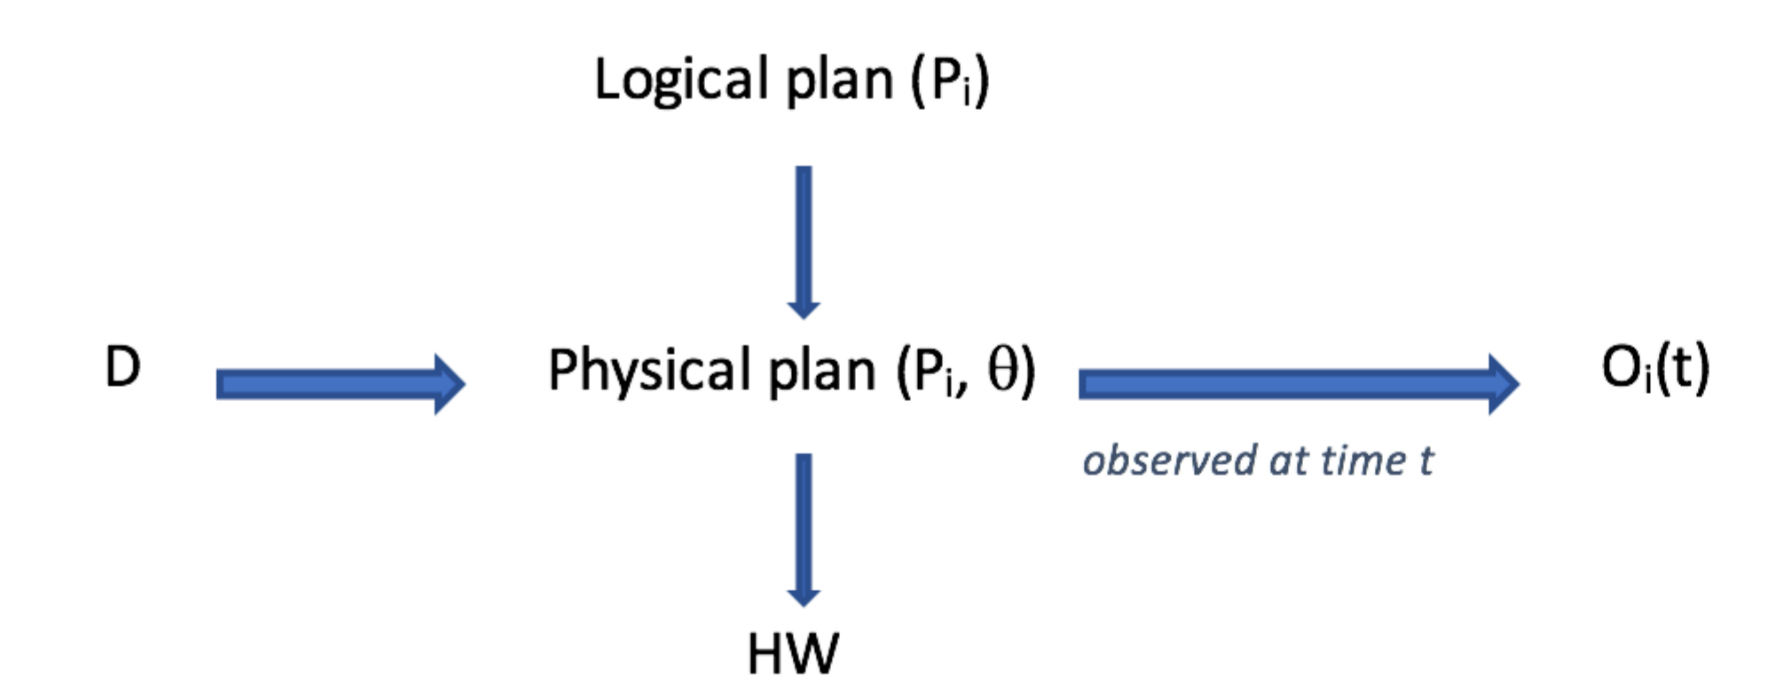 Logical plan (Pᵢ)
D
Physical plan (Pᵢ, θ)
Oᵢ(t)
observed at time t
HW